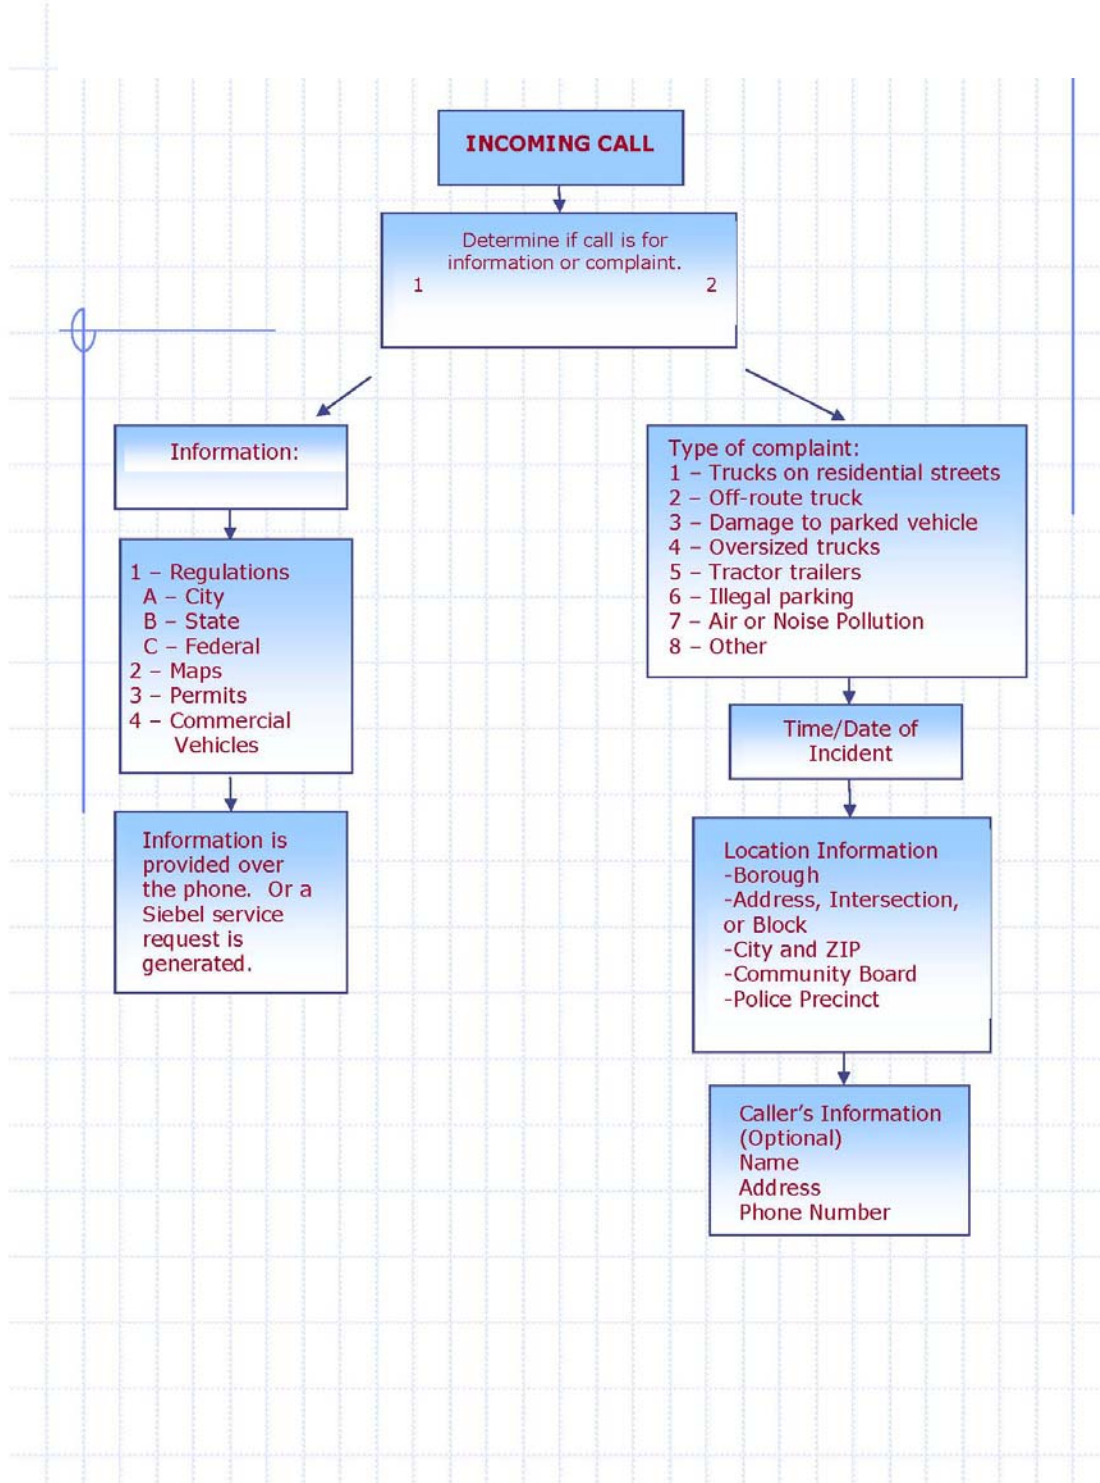 INCOMING CALL
Determine if call is for
information or complaint.
1 2
Information:
1 – Regulations
A – City
B – State
C – Federal
2 – Maps
3 – Permits
4 – Commercial
Vehicles
Information is
provided over
the phone. Or a
Siebel service
request is
generated.
Type of complaint:
1 – Trucks on residential streets
2 – Off-route truck
3 – Damage to parked vehicle
4 – Oversized trucks
5 – Tractor trailers
6 – Illegal parking
7 – Air or Noise Pollution
8 – Other
Time/Date of
Incident
Location Information
-Borough
-Address, Intersection,
or Block
-City and ZIP
-Community Board
-Police Precinct
Caller’s Information
(Optional)
Name
Address
Phone Number